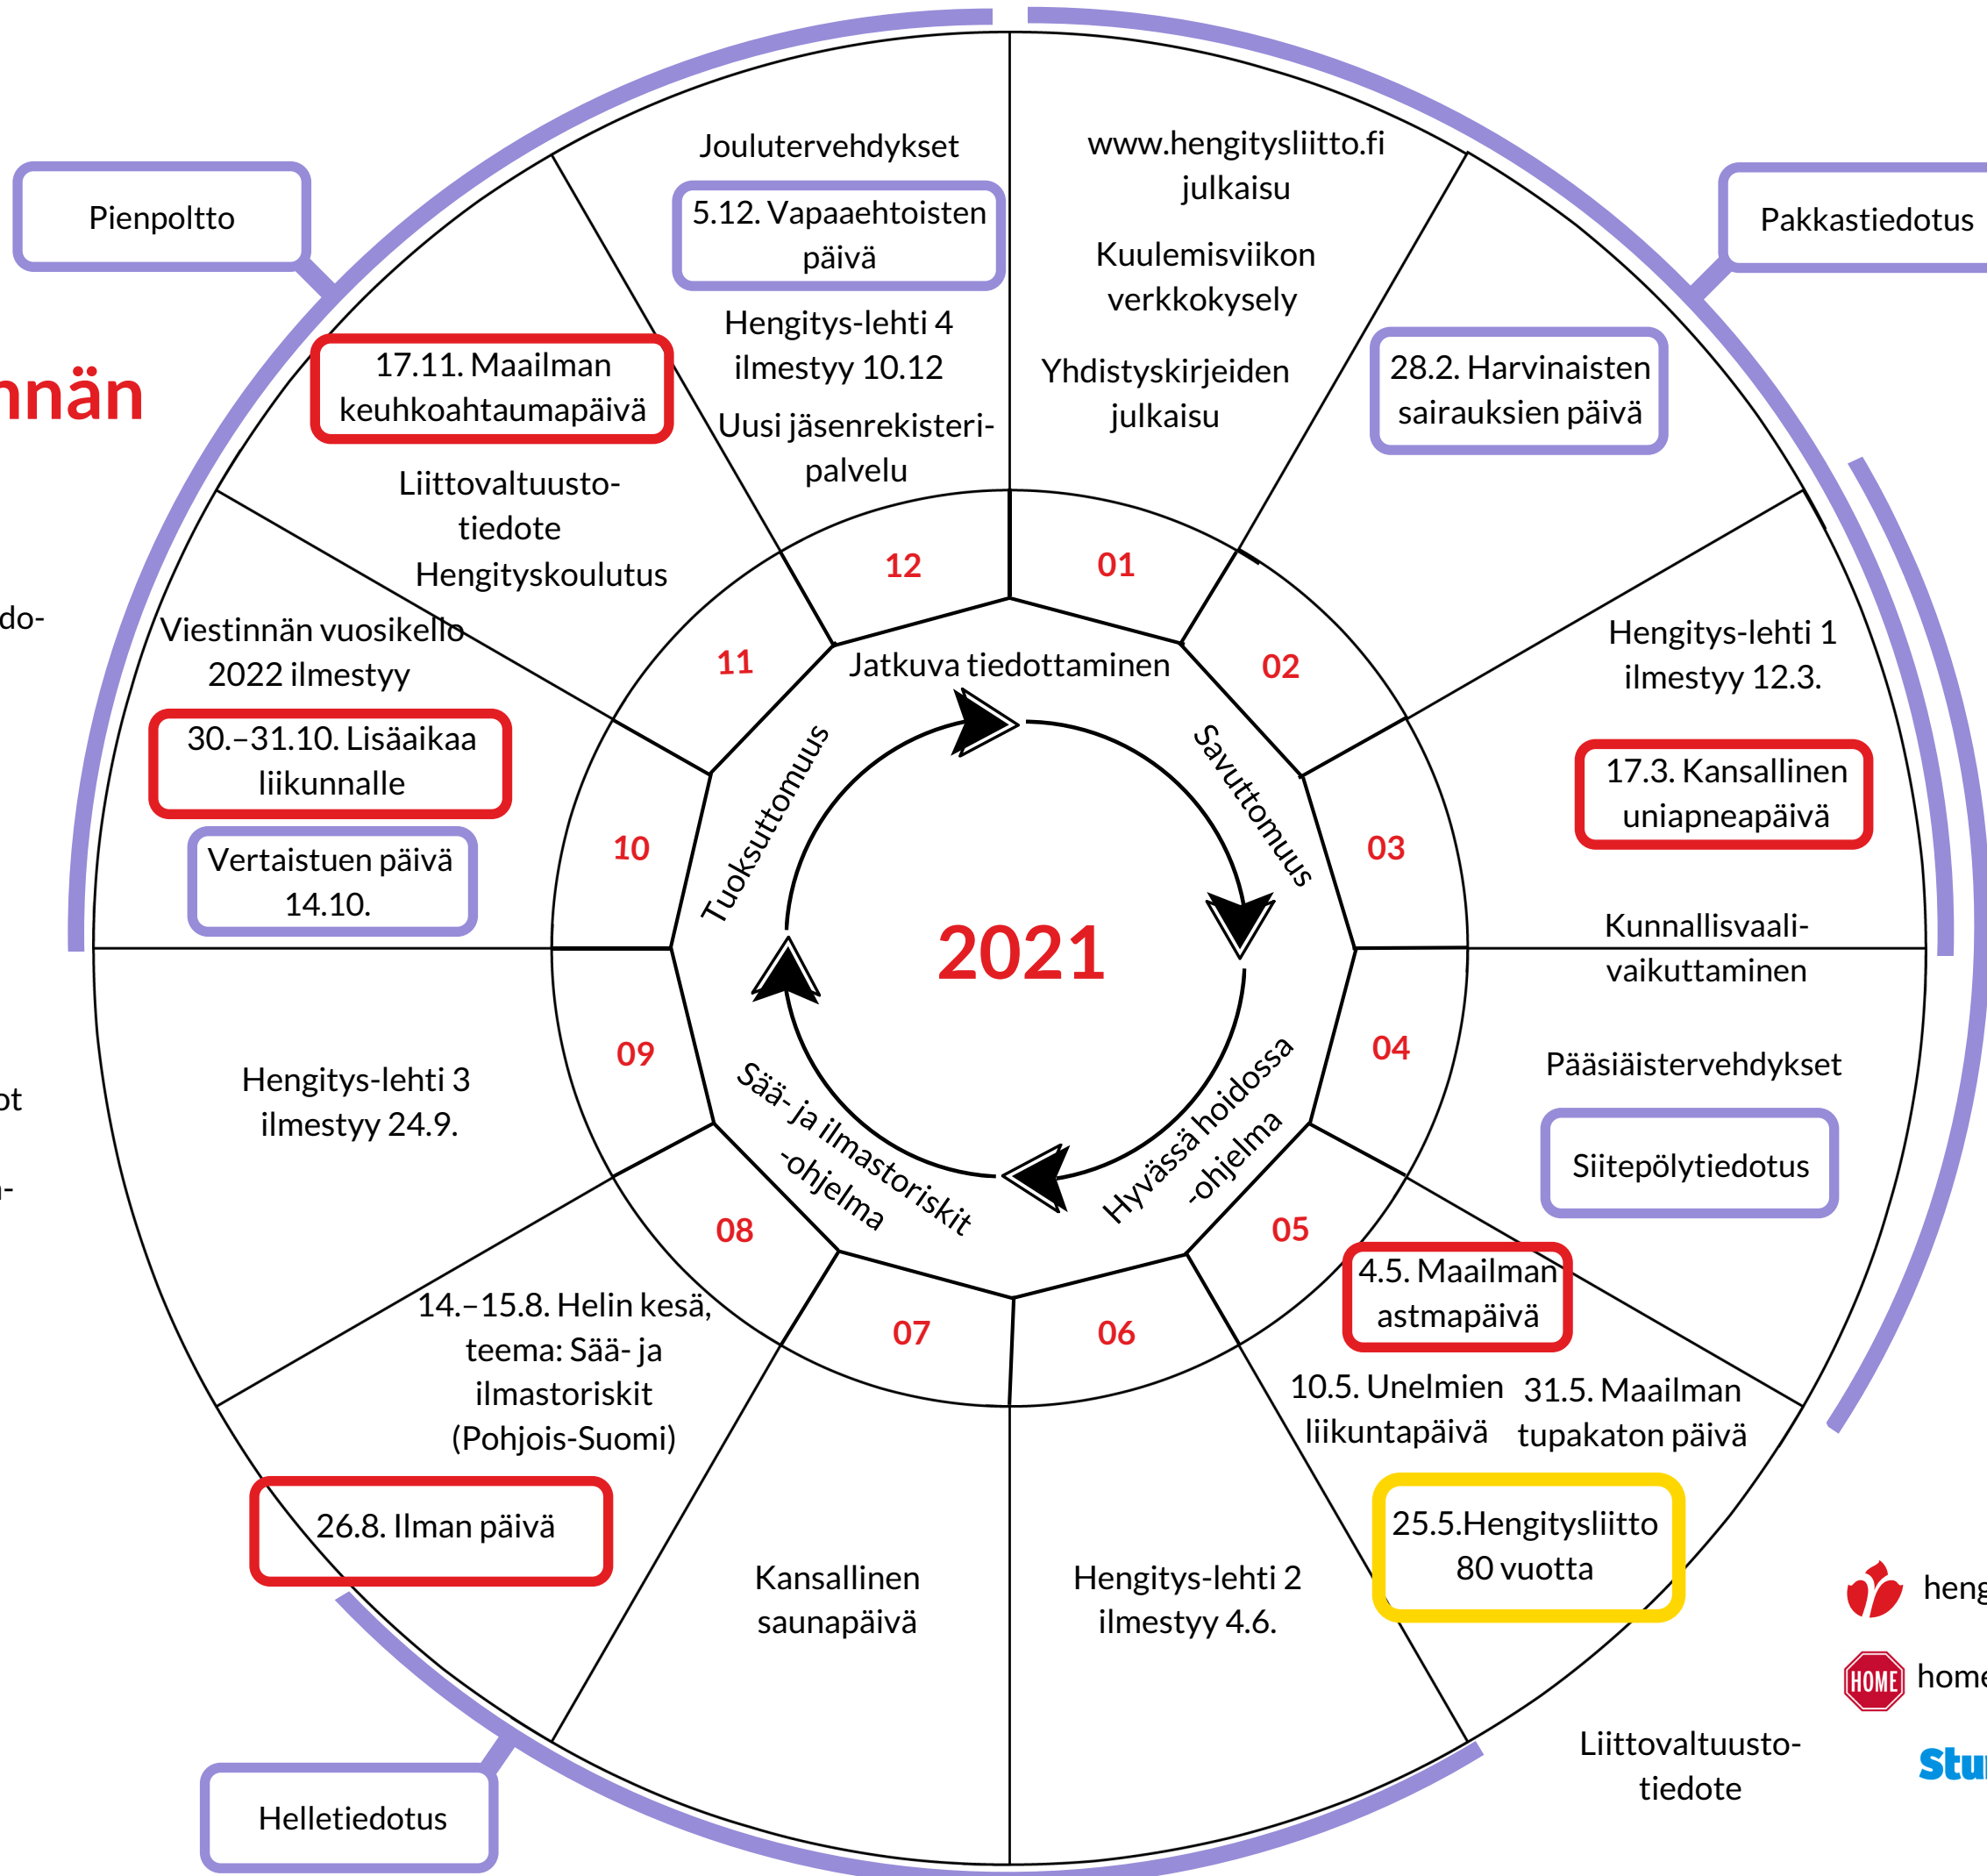 Pienpoltto
Pakkastiedotus
Joulutervehdykset
5.12. Vapaaehtoisten
päivä
Hengitys-lehti 4
ilmestyy 10.12
Uusi jäsenrekisteri-
palvelu
www.hengitysliitto.fi
julkaisu
Kuulemisviikon
verkkokysely
Yhdistyskirjeiden
julkaisu
28.2. Harvinaisten
sairauksien päivä
Hengitys-lehti 1
ilmestyy 12.3.
17.3. Kansallinen
uniapneapäivä
Kunnallisvaali-
vaikuttaminen
Pääsiäistervehdykset
Siitepölytiedotus
4.5. Maailman
astmapäivä
10.5. Unelmien
liikuntapäivä
31.5. Maailman
tupakaton päivä
25.5.Hengitysliitto
80 vuotta
Liittovaltuusto-
tiedote
Hengitys-lehti 2
ilmestyy 4.6.
Kansallinen
saunapäivä
14.–15.8. Helin kesä,
teema: Sää- ja
ilmastoriskit
(Pohjois-Suomi)
26.8. Ilman päivä
Helletiedotus
Hengitys-lehti 3
ilmestyy 24.9.
Viestinnän vuosikello
2022 ilmestyy
30.–31.10. Lisäaikaa
liikunnalle
Vertaistuen päivä
14.10.
17.11. Maailman
keuhkoahtaumapäivä
Liittovaltuusto-
tiedote
Hengityskoulutus
12
01
02
03
04
05
06
07
08
09
10
11
Jatkuva tiedottaminen
Savuttomuus
Hyvässä hoidossa
-ohjelma
Sää- ja ilmastoriskit
-ohjelma
Tuoksuttomuus
2021
nnän
do-
ot
heng
HOME
home
Stu